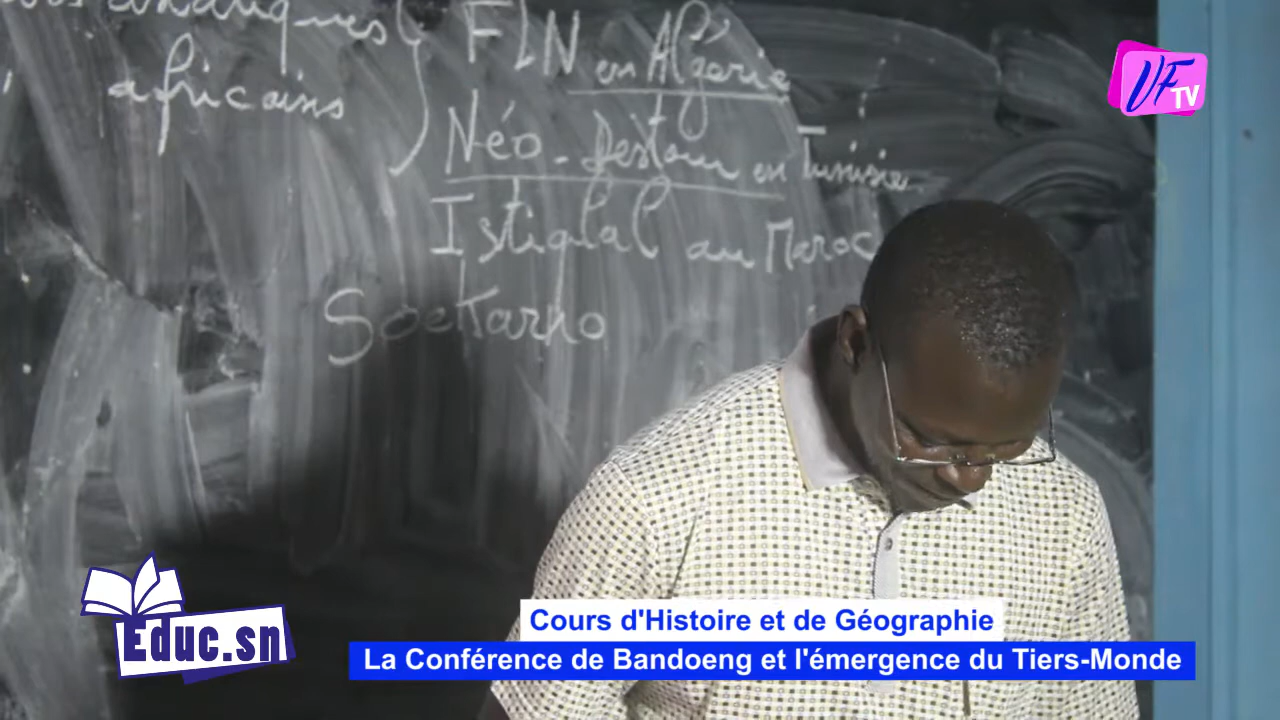 FLN en Algérie
africains
Néo-Destour en Tunisie
Istiqlal au Maroc
Soekarno
VF
TV
Educ.sn
Cours d'Histoire et de Géographie
La Conférence de Bandoeng et l'émergence du Tiers-Monde